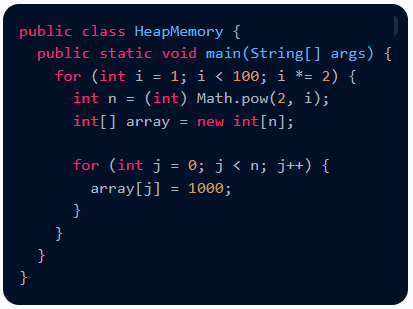 public class HeapMemory {
  public static void main(String[] args) {
    for (int i = 1; i < 100; i *= 2) {
      int n = (int) Math.pow(2, i);
      int[] array = new int[n];

      for (int j = 0; j < n; j++) {
        array[j] = 1000;
      }
    }
  }
}